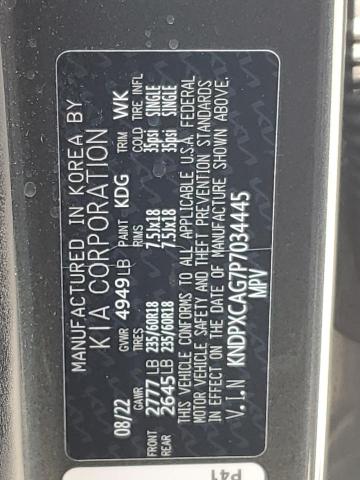 MANUFACTURED IN KOREA BY
KIA CORPORATION
08/22 GVWR 4949LB PAINT KDG TRIM WK
GAWR TIRES RIMS COLD TIRE INFL
FRONT 2777 LB 235/60R18 7.5JX18 35psi SINGLE
REAR 2645 LB 235/60R18 7.5JX18 35psi SINGLE
THIS VEHICLE CONFORMS TO ALL APPLICABLE U.S.A. FEDERAL
MOTOR VEHICLE SAFETY AND THEFT PREVENTION STANDARDS
IN EFFECT ON THE DATE OF MANUFACTURE SHOWN ABOVE.
V.I.N KNDPXCAG7P7034445
MPV
P41